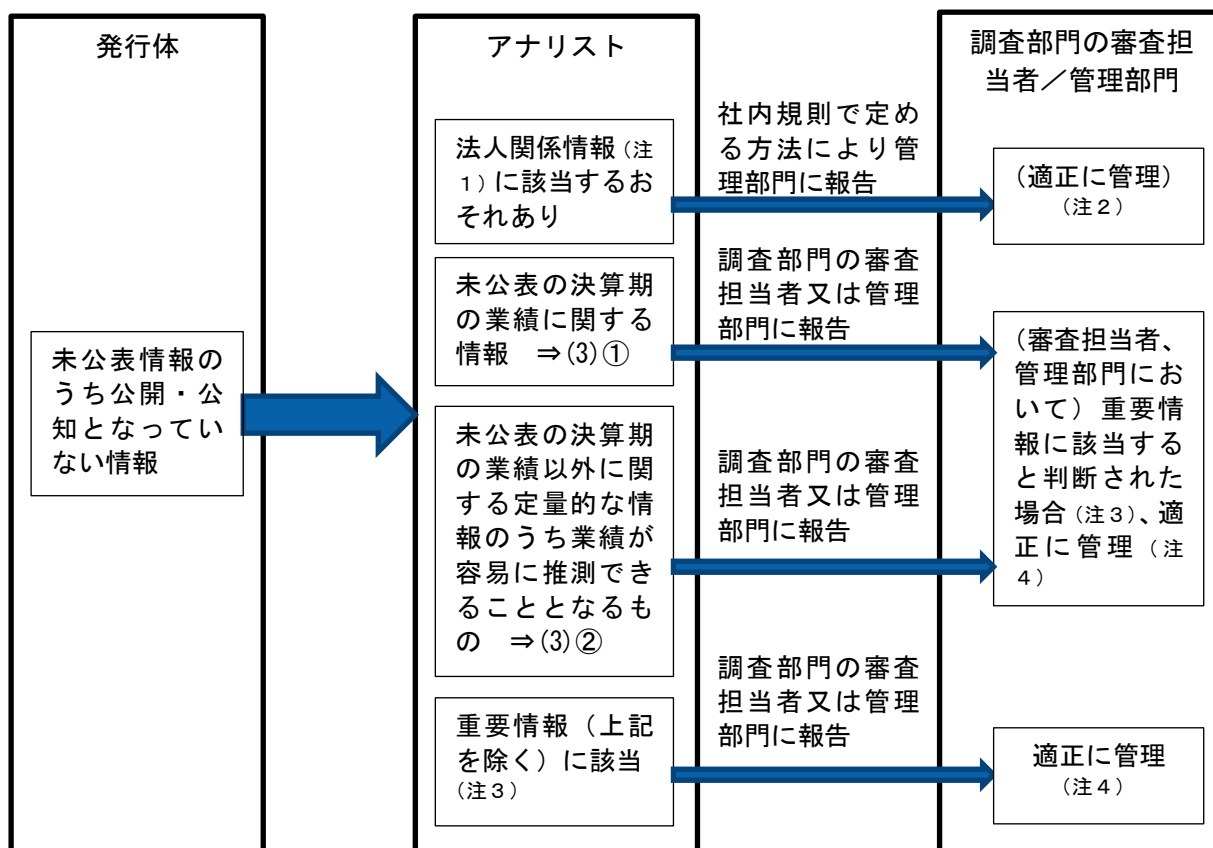 発行体
未公表情報の
うち公開・公
知となってい
ない情報
アナリスト
法人関係情報(注
1)に該当するお
それあり
未公表の決算期
の業績に関する
情報 ⇒(3)①
未公表の決算期
の業績以外に関
する定量的な情
報のうち業績が
容易に推測でき
ることとなるも
の ⇒(3)②
重要情報(上記
を除く)に該当
(注3)
社内規則で定め
る方法により管
理部門に報告
調査部門の審査
担当者又は管理
部門に報告
調査部門の審査
担当者又は管理
部門に報告
調査部門の審査
担当者又は管理
部門に報告
調査部門の審査担
当者/管理部門
(適正に管理)
(注2)
(審査担当者、
管理部門にお
いて)重要情
報に該当する
と判断された
場合(注3)、適
正に管理(注
4)
適正に管理
(注4)